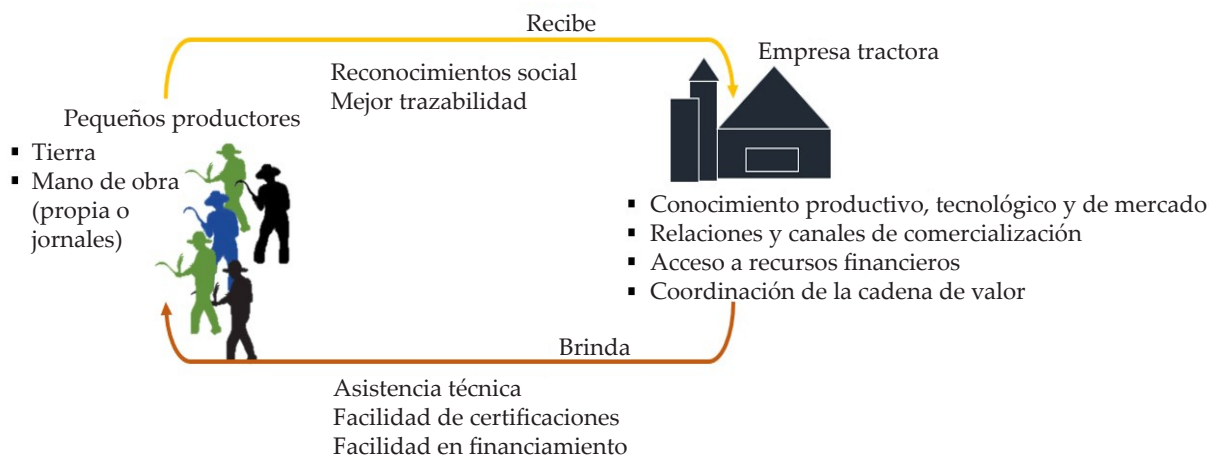 Recibe
Empresa tractora
Reconocimientos social
Mejor trazabilidad
Pequeños productores
▪ Tierra
▪ Mano de obra
(propia o
jornales)
▪ Conocimiento productivo, tecnológico y de mercado
▪ Relaciones y canales de comercialización
▪ Acceso a recursos financieros
▪ Coordinación de la cadena de valor
Brinda
Asistencia técnica
Facilidad de certificaciones
Facilidad en financiamiento